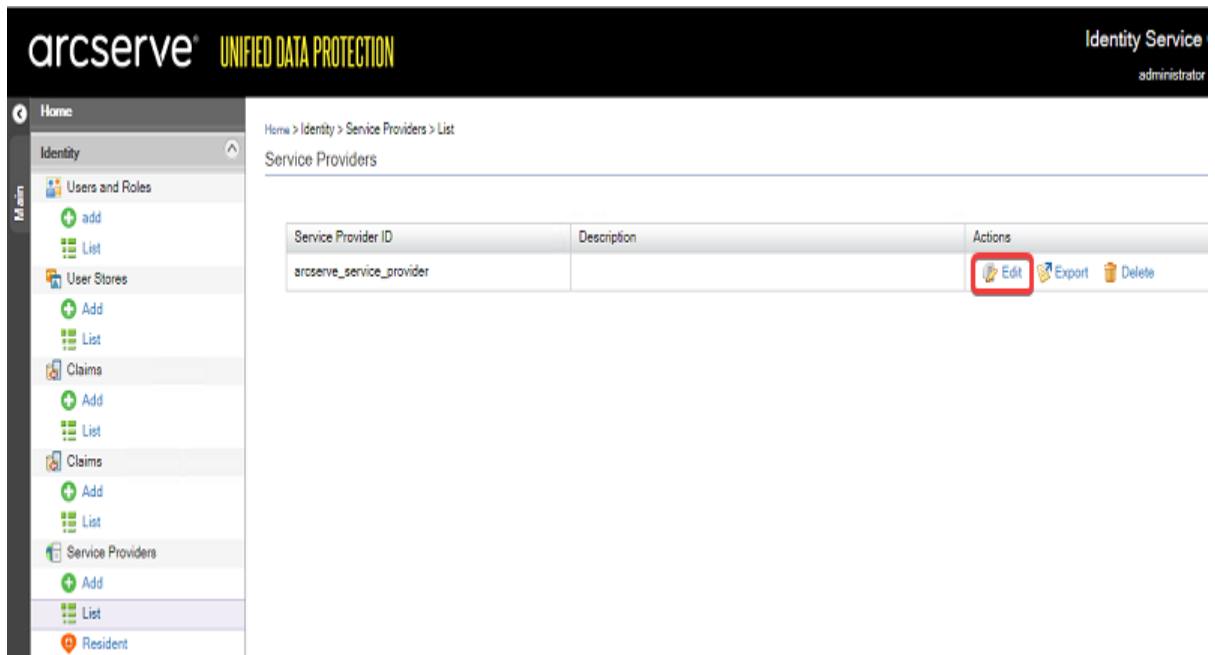 arcserve® UNIFIED DATA PROTECTION
Identity Service
administrator
Main
Home
Identity
Users and Roles
add
List
User Stores
Add
List
Claims
Add
List
Claims
Add
List
Service Providers
Add
List
Resident
Home > Identity > Service Providers > List
Service Providers
Service Provider ID Description Actions
arcserve_service_provider Edit Export Delete